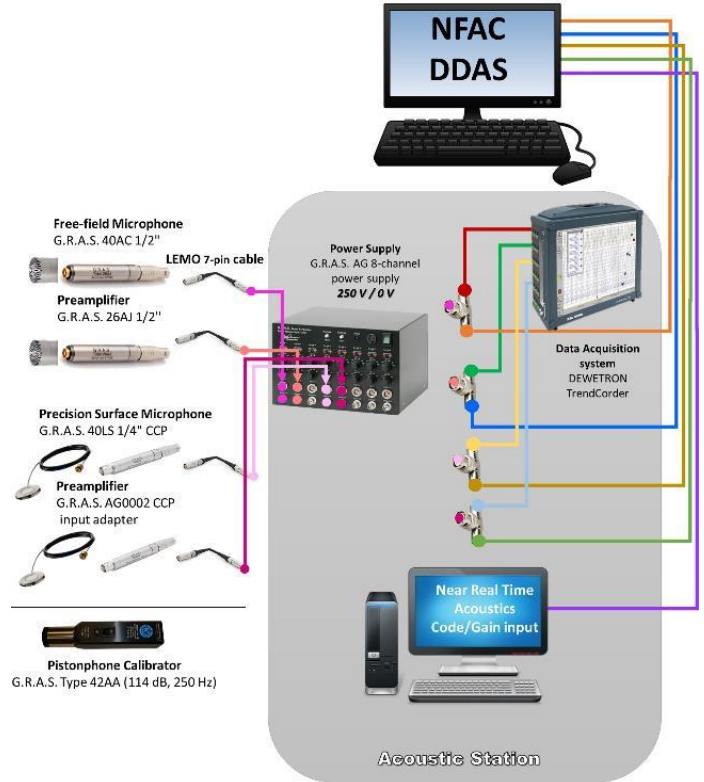 NFAC
DDAS
Free-field Microphone
G.R.A.S. 40AC 1/2"
LEMO 7-pin cable
Preamplifier
G.R.A.S. 26AJ 1/2"
Precision Surface Microphone
G.R.A.S. 40LS 1/4" CCP
Preamplifier
G.R.A.S. AG0002 CCP
input adapter
Pistonphone Calibrator
G.R.A.S. Type 42AA (114 dB, 250 Hz)
Power Supply
G.R.A.S. AG 8-channel
power supply
250 V / 0 V
Data Acquisition
system
DEWETRON
TrendCorder
Near Real Time
Acoustics
Code/Gain input
Acoustic Station